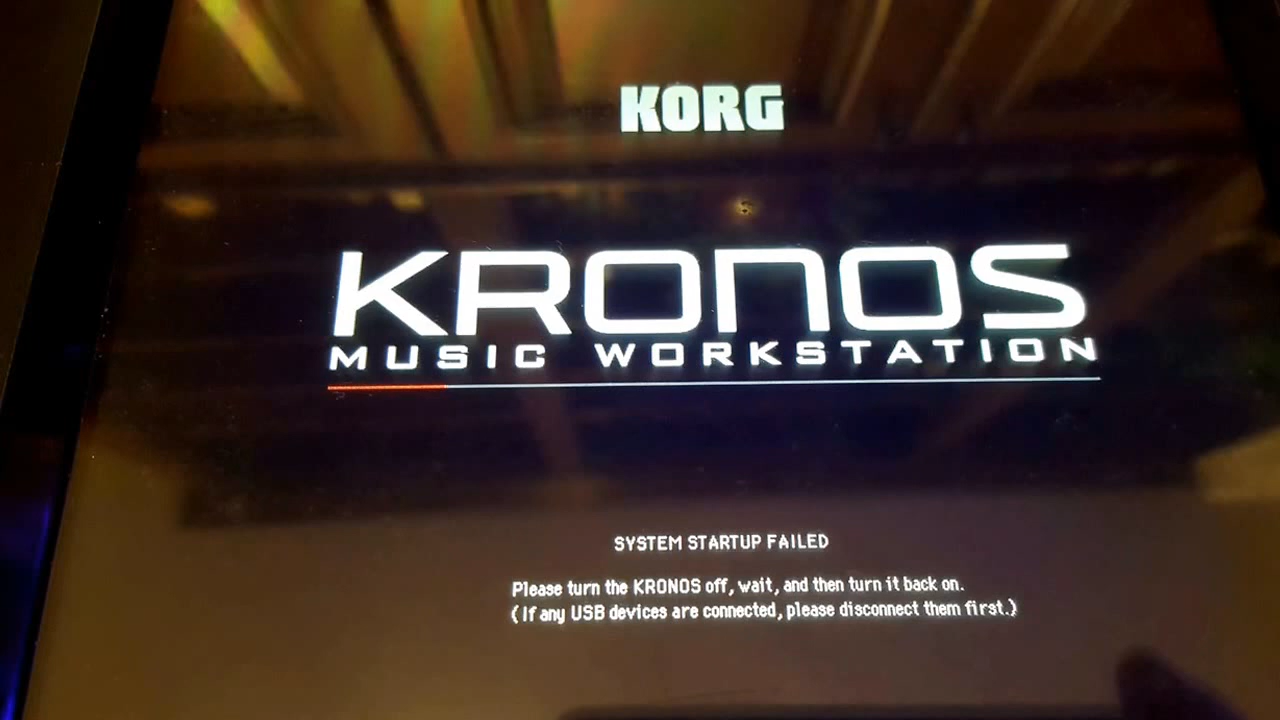 KORG
KRONOS
MUSIC WORKSTATION
SYSTEM STARTUP FAILED
Please turn the KRONOS off, wait, and then turn it back on.
(If any USB devices are connected, please disconnect them first.)